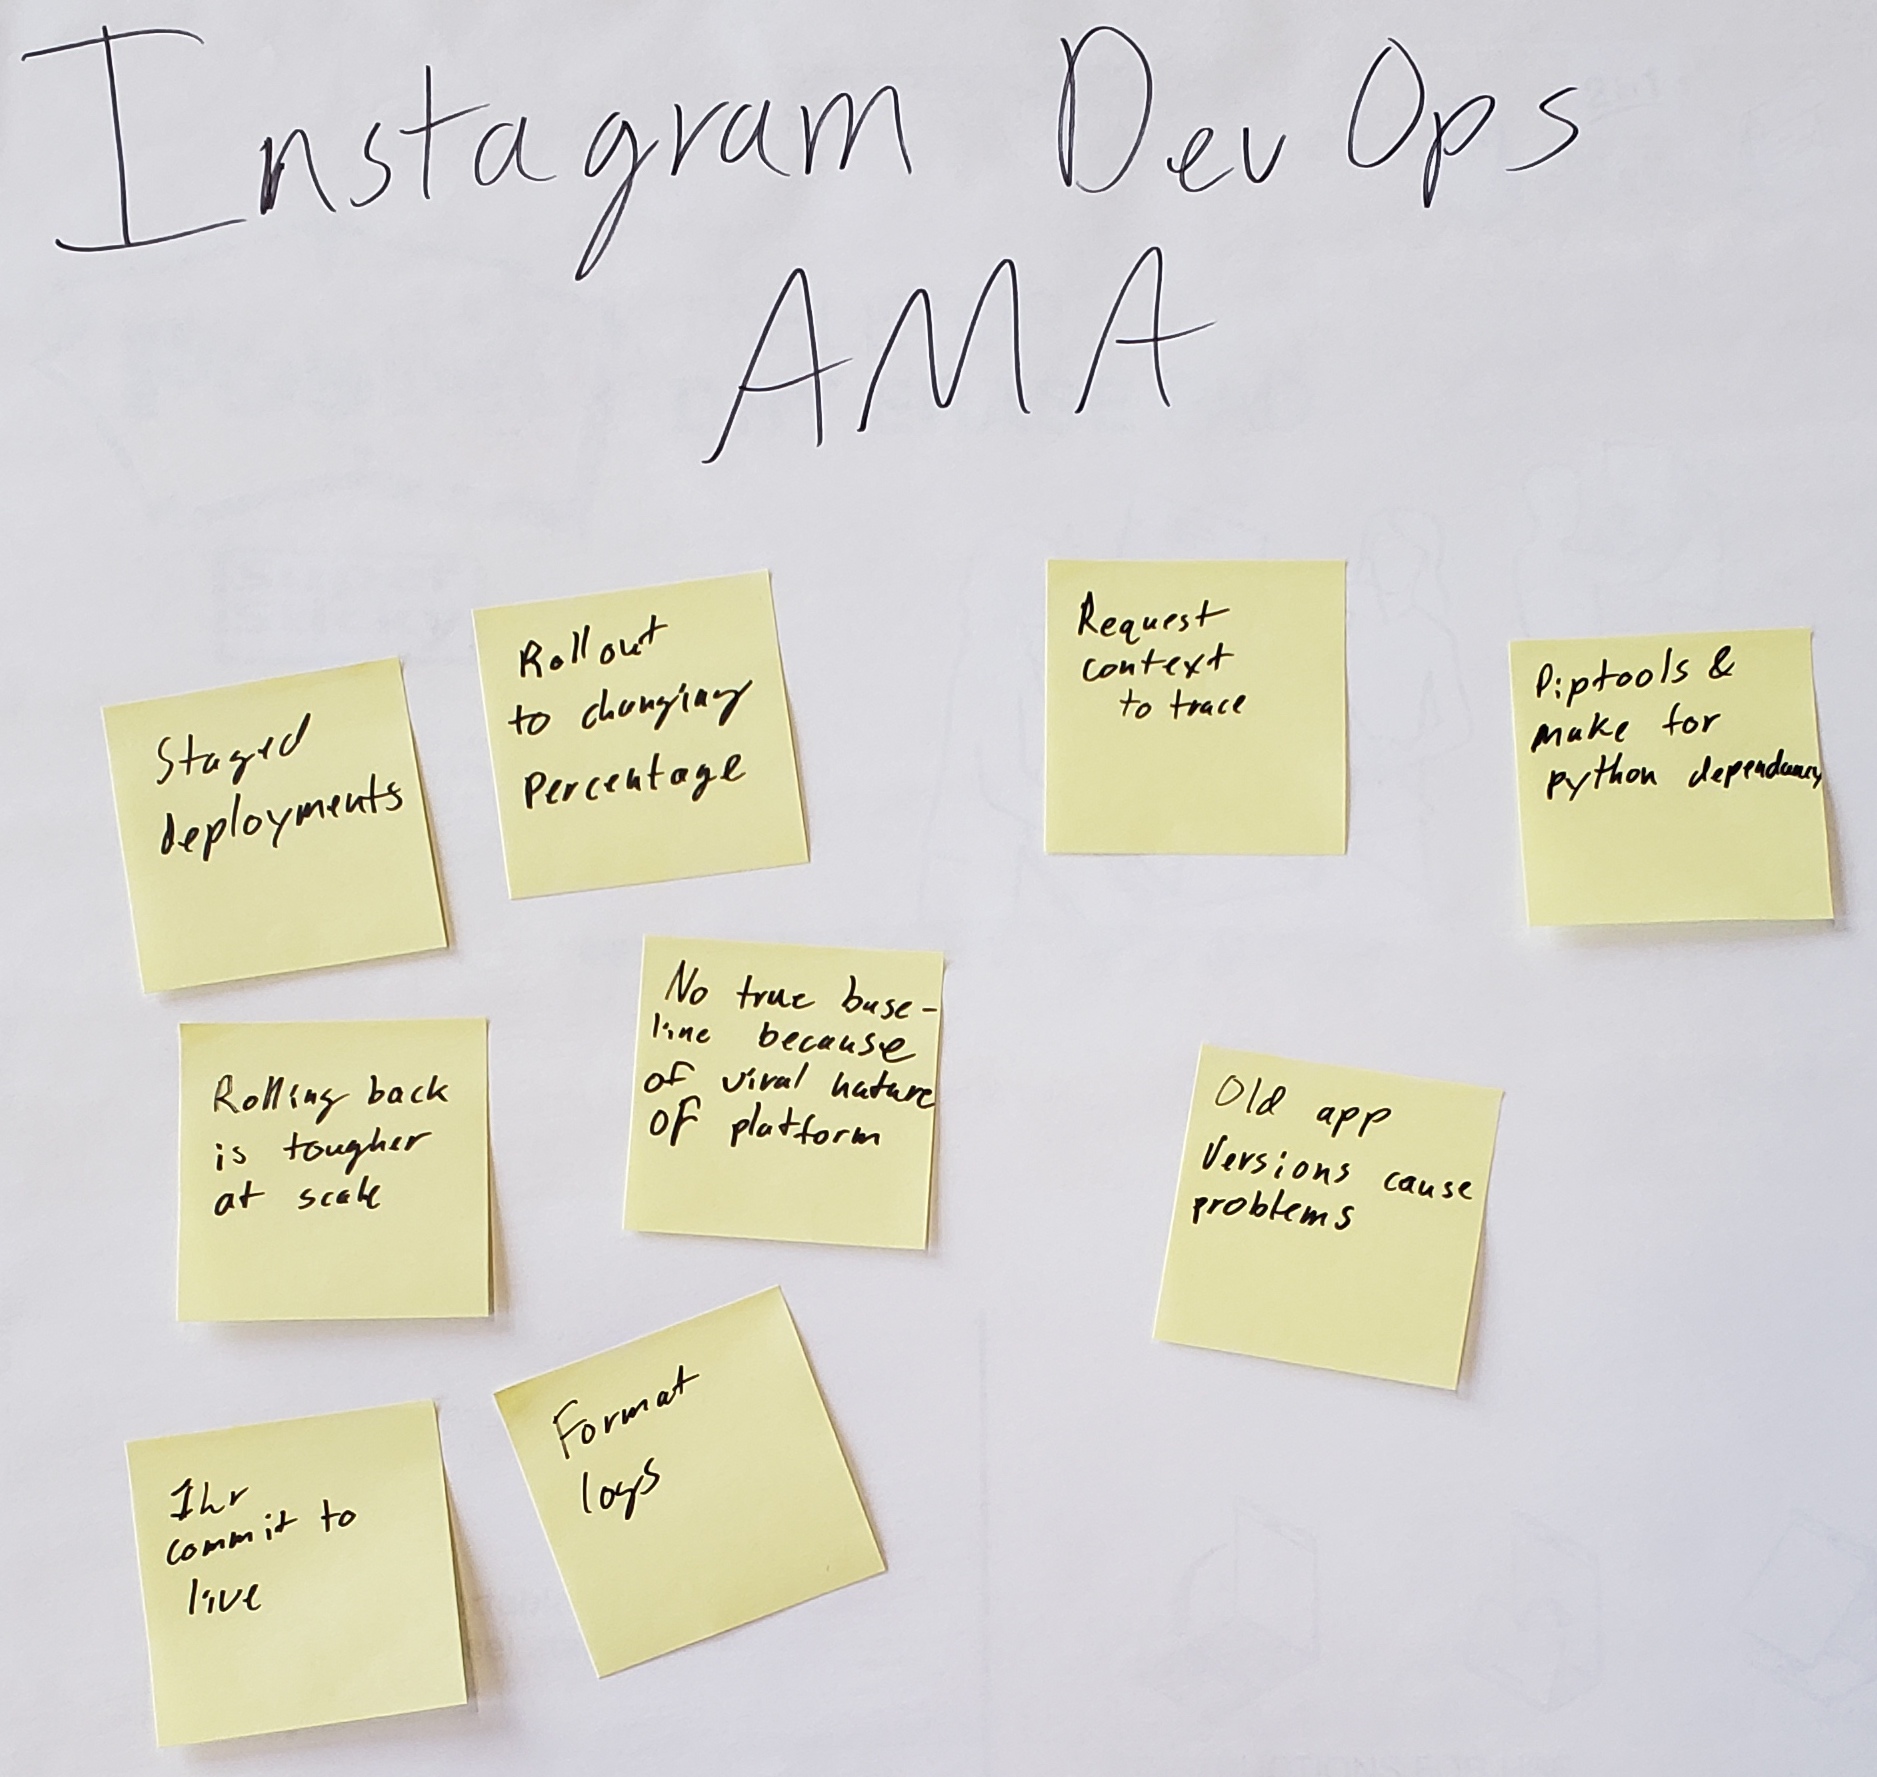 Instagram DevOps
AMA
Staged
deployments
Rollout
to changing
percentage
Request
context
to trace
Piptools &
make for
python dependancy
Rolling back
is tougher
at scale
No true base-
line because
of viral nature
of platform
Old app
versions cause
problems
1hr
commit to
live
Format
logs